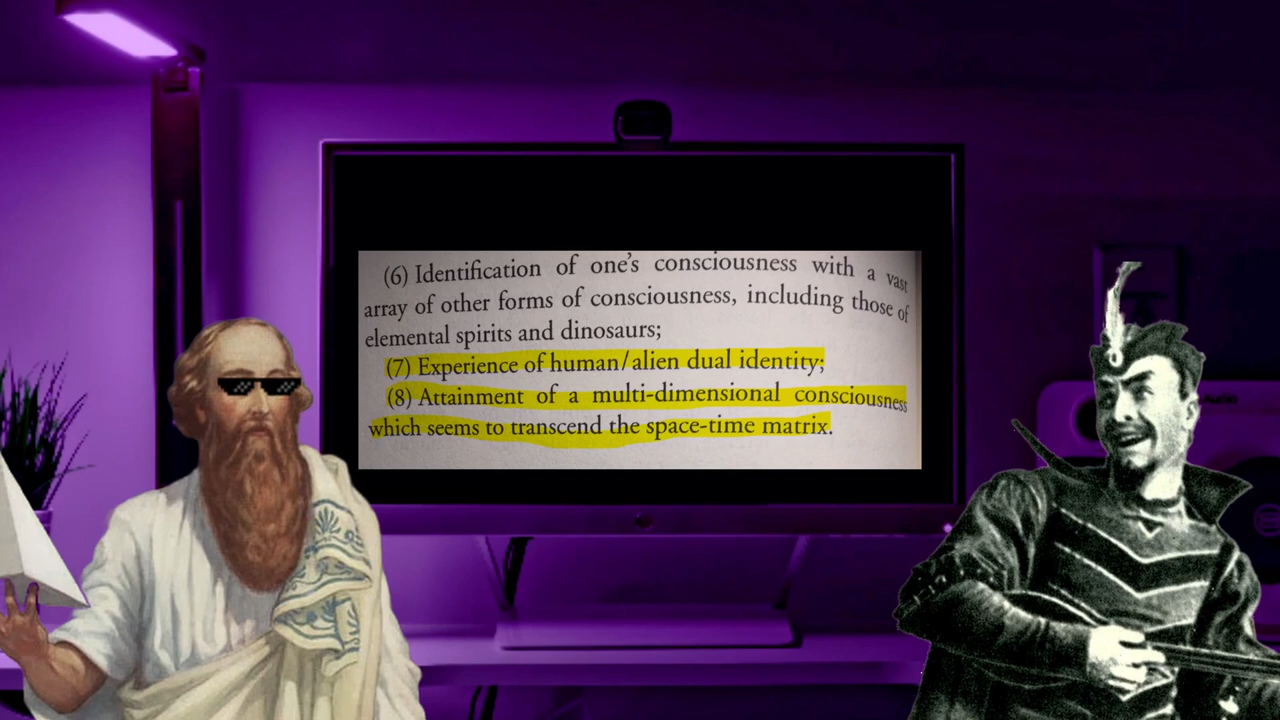 (6) Identification of one's consciousness with a vast
array of other forms of consciousness, including those of
elemental spirits and dinosaurs;
(7) Experience of human/alien dual identity;
(8) Attainment of a multi-dimensional consciousness
which seems to transcend the space-time matrix.